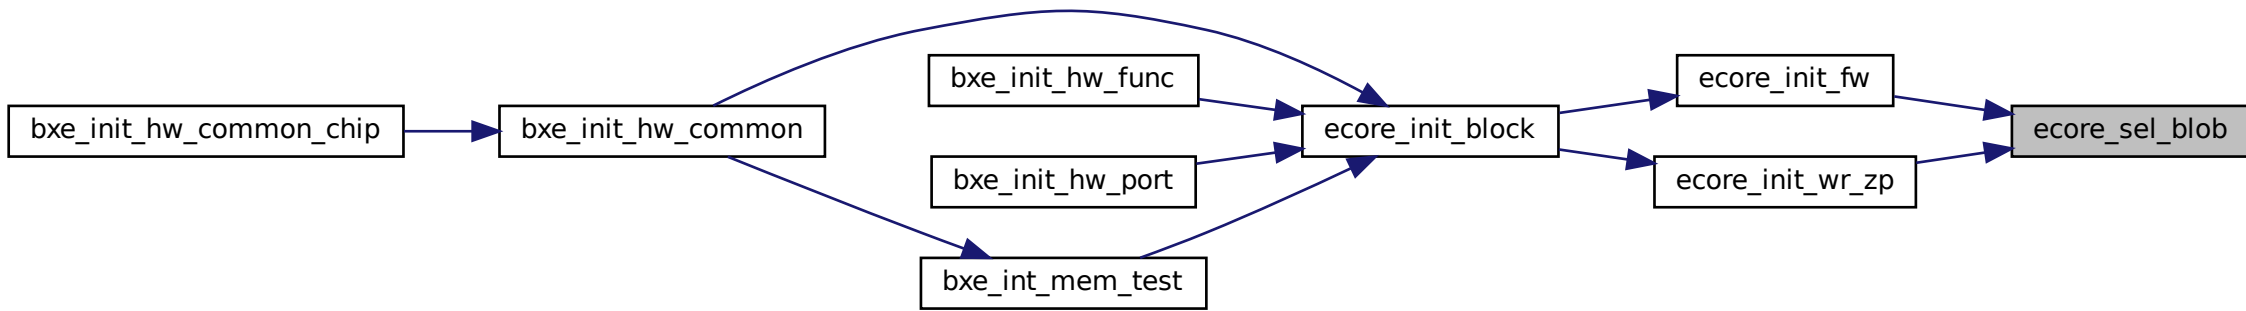 bxe_init_hw_common_chip
bxe_init_hw_common
bxe_init_hw_func
bxe_init_hw_port
bxe_int_mem_test
ecore_init_block
ecore_init_fw
ecore_init_wr_zp
ecore_sel_blob